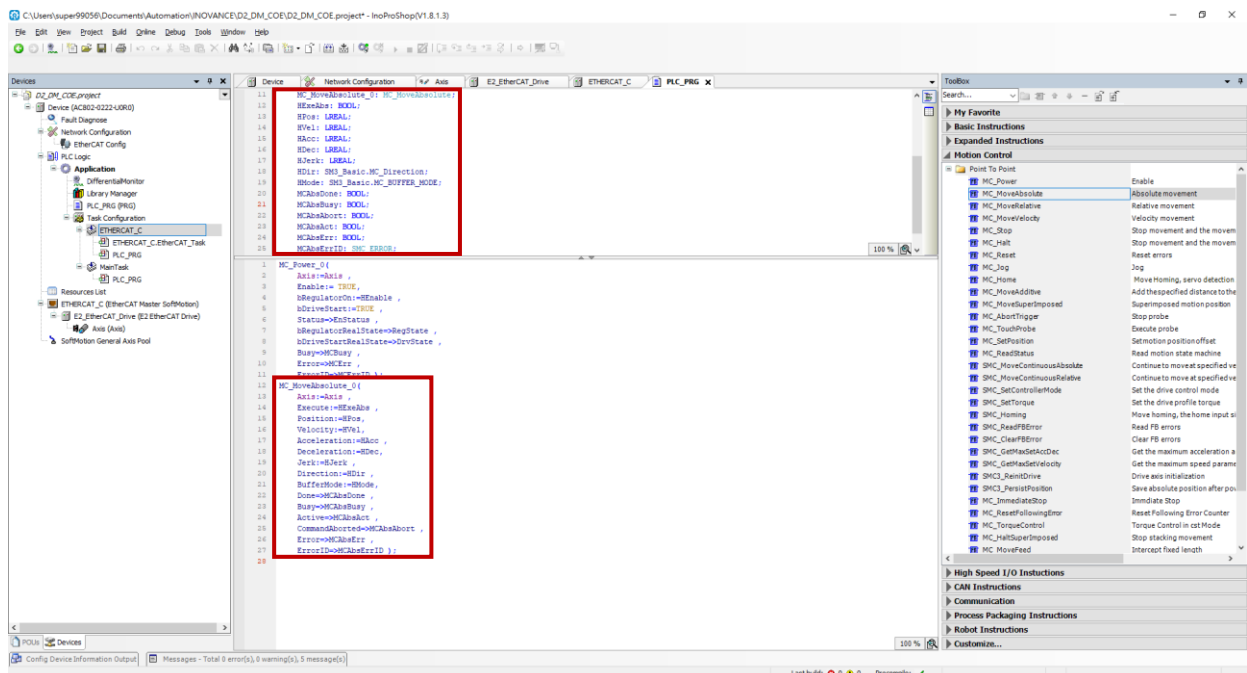 C:\Users\super99056\Documents\Automation\INOVANCE\D2_DM_COE\D2_DM_COE.project* - InoProShop(V1.8.1.3)
File Edit View Project Build Online Debug Tools Window Help
Devices
D2_DM_COE.project
Device (AC802-0222-U0R0)
Fault Diagnose
Network Configuration
EtherCAT Config
PLC Logic
Application
DifferentialMonitor
Library Manager
PLC_PRG (PRG)
Task Configuration
ETHERCAT_C
ETHERCAT_C.EtherCAT_Task
PLC_PRG
MainTask
PLC_PRG
Resources List
ETHERCAT_C (EtherCAT Master SoftMotion)
E2_EtherCAT_Drive (E2 EtherCAT Drive)
Axis (Axis)
SoftMotion General Axis Pool
POUs Devices
Device Network Configuration Axis E2_EtherCAT_Drive ETHERCAT_C PLC_PRG
11 MC_MoveAbsolute_0: MC_MoveAbsolute;
12 HExeAbs: BOOL;
13 HPos: LREAL;
14 HVel: LREAL;
15 HAcc: LREAL;
16 HDec: LREAL;
17 HJerk: LREAL;
18 HDir: SM3_Basic.MC_Direction;
19 HMode: SM3_Basic.MC_BUFFER_MODE;
20 MCAbsDone: BOOL;
21 MCAbsBusy: BOOL;
22 MCAbsAbort: BOOL;
23 MCAbsAct: BOOL;
24 MCAbsErr: BOOL;
25 MCAbsErrID: SMC_ERROR;
100 %
1 MC_Power_0(
2 Axis:=Axis ,
3 Enable:= TRUE,
4 bRegulatorOn:=HEnable ,
5 bDriveStart:=TRUE ,
6 Status=>EnStatus ,
7 bRegulatorRealState=>RegState ,
8 bDriveStartRealState=>DrvState ,
9 Busy=>MCBusy ,
10 Error=>MCErr ,
11 ErrorID=>MCErrID );
12 MC_MoveAbsolute_0(
13 Axis:=Axis ,
14 Execute:=HExeAbs ,
15 Position:=HPos,
16 Velocity:=HVel,
17 Acceleration:=HAcc ,
18 Deceleration:=HDec,
19 Jerk:=HJerk ,
20 Direction:=HDir ,
21 BufferMode:=HMode,
22 Done=>MCAbsDone ,
23 Busy=>MCAbsBusy ,
24 Active=>MCAbsAct ,
25 CommandAborted=>MCAbsAbort ,
26 Error=>MCAbsErr ,
27 ErrorID=>MCAbsErrID );
28
100 %
ToolBox
Search...
My Favorite
Basic Instructions
Expanded Instructions
Motion Control
Point To Point
MC_Power Enable
MC_MoveAbsolute Absolute movement
MC_MoveRelative Relative movement
MC_MoveVelocity Velocity movement
MC_Stop Stop movement and the movem
MC_Halt Stop movement and the movem
MC_Reset Reset errors
MC_Jog Jog
MC_Home Move Homing, servo detection
MC_MoveAdditive Add the specified distance to the
MC_MoveSuperImposed Superimposed motion position
MC_AbortTrigger Stop probe
MC_TouchProbe Execute probe
MC_SetPosition Set motion position offset
MC_ReadStatus Read motion state machine
SMC_MoveContinuousAbsolute Continue to move at specified ve
SMC_MoveContinuousRelative Continue to move at specified ve
SMC_SetControllerMode Set the drive control mode
SMC_SetTorque Set the drive profile torque
SMC_Homing Move homing, the home input si
SMC_ReadFBError Read FB errors
SMC_ClearFBError Clear FB errors
SMC_GetMaxSetAccDec Get the maximum acceleration a
SMC_GetMaxSetVelocity Get the maximum speed parame
SMC3_ReinitDrive Drive axis initialization
SMC3_PersistPosition Save absolute position after pow
MC_ImmediateStop Immdiate Stop
MC_ResetFollowingError Reset Following Error Counter
MC_TorqueControl Torque Control in cst Mode
MC_HaltSuperImposed Stop stacking movement
MC_MoveFeed Intercept fixed length
High Speed I/O Instuctions
CAN Instructions
Communication
Process Packaging Instructions
Robot Instructions
Customize...
Config Device Information Output Messages - Total 0 error(s), 0 warning(s), 5 message(s)